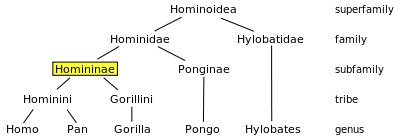 Hominoidea superfamily
Hominidae Hylobatidae family
Homininae Ponginae subfamily
Hominini Gorillini tribe
Homo Pan Gorilla Pongo Hylobates genus